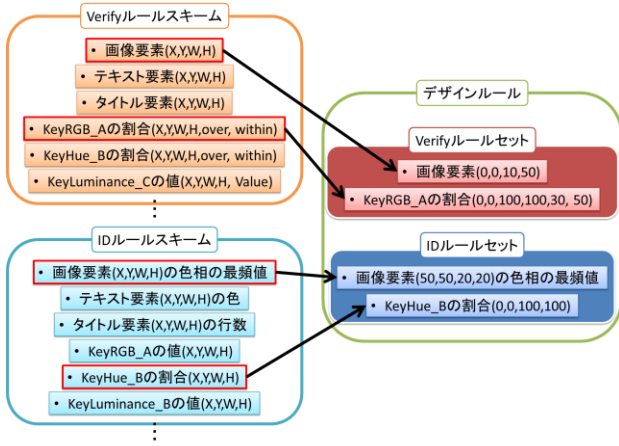 Verifyルールスキーム
• 画像要素(X,Y,W,H)
• テキスト要素(X,Y,W,H)
• タイトル要素(X,Y,W,H)
• KeyRGB_Aの割合(X,Y,W,H,over, within)
• KeyHue_Bの割合(X,Y,W,H,over, within)
• KeyLuminance_Cの値(X,Y,W,H, Value)
⋮
IDルールスキーム
• 画像要素(X,Y,W,H)の色相の最頻値
• テキスト要素(X,Y,W,H)の色
• タイトル要素(X,Y,W,H)の行数
• KeyRGB_Aの値(X,Y,W,H)
• KeyHue_Bの割合(X,Y,W,H)
• KeyLuminance_Bの値(X,Y,W,H)
⋮
デザインルール
Verifyルールセット
• 画像要素(0,0,10,50)
• KeyRGB_Aの割合(0,0,100,100,30, 50)
IDルールセット
• 画像要素(50,50,20,20)の色相の最頻値
• KeyHue_Bの割合(0,0,100,100)